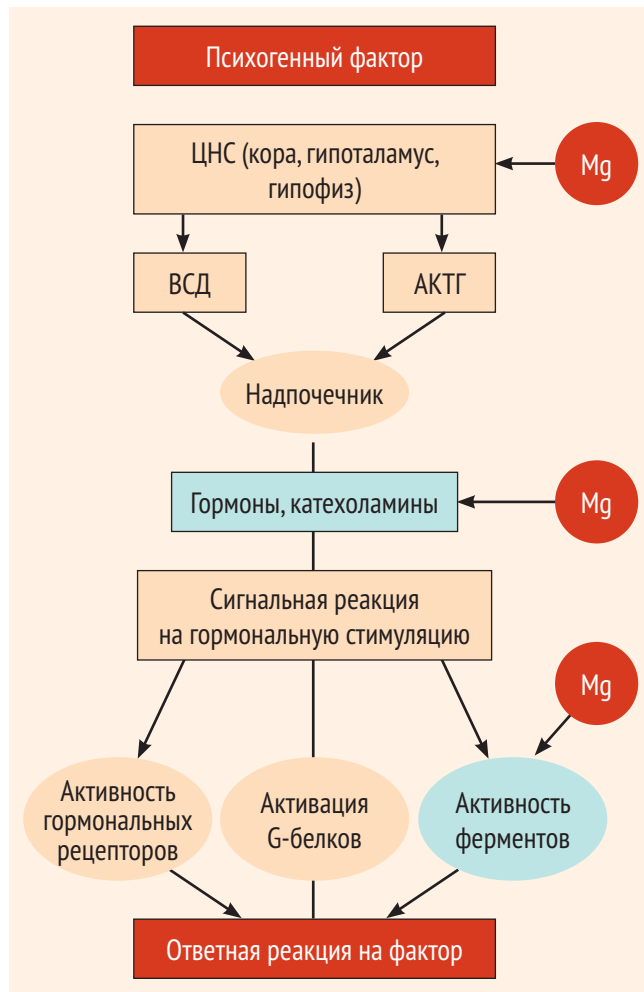 Психогенный фактор
ЦНС (кора, гипоталамус,
гипофиз)
Mg
ВСД
АКТГ
Надпочечник
Гормоны, катехоламины
Mg
Сигнальная реакция
на гормональную стимуляцию
Mg
Активность
гормональных
рецепторов
Активация
G-белков
Активность
ферментов
Ответная реакция на фактор